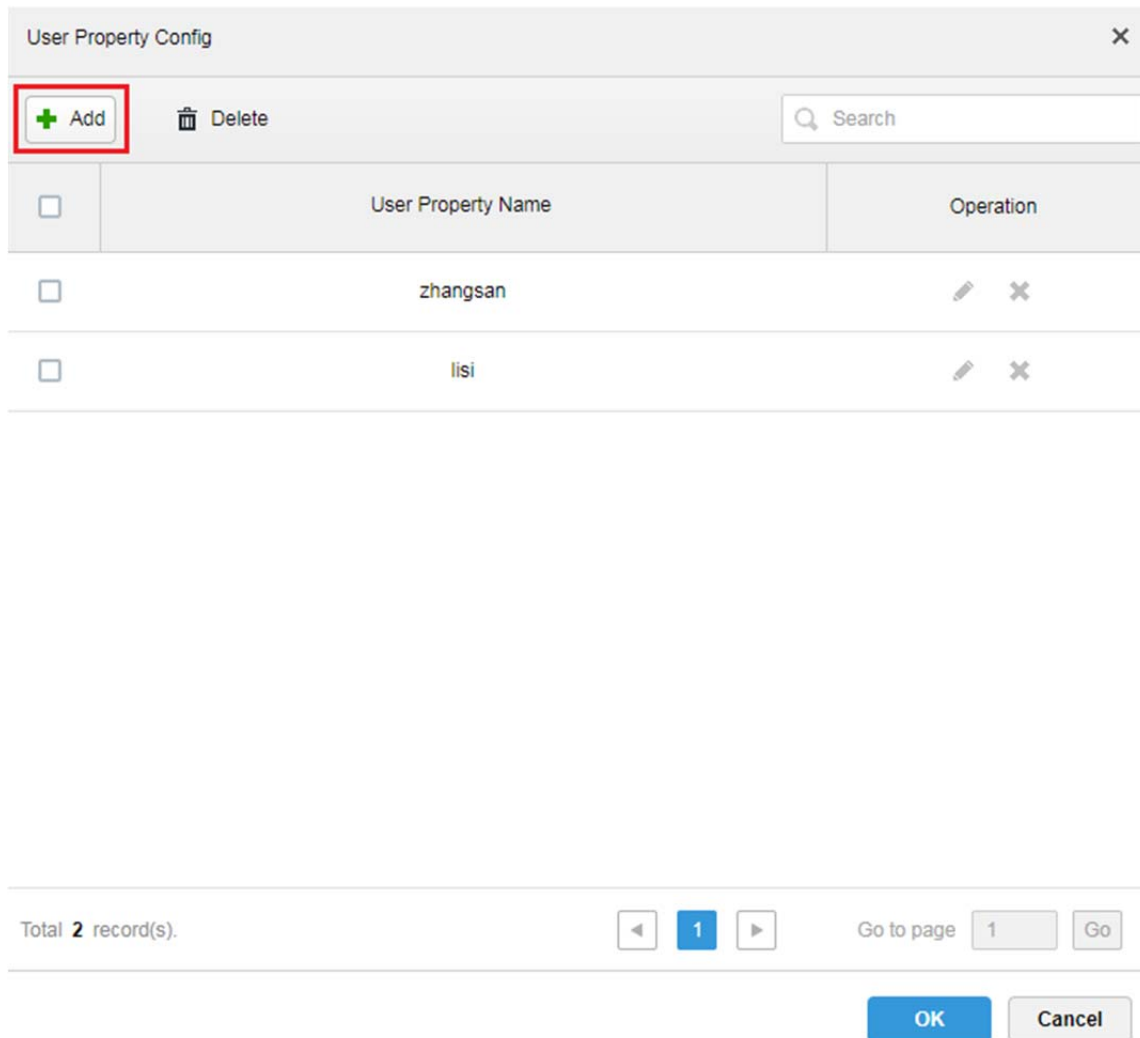 User Property Config
Add Delete Search
User Property Name Operation
zhangsan
lisi
Total 2 record(s). 1 Go to page 1 Go
OK Cancel